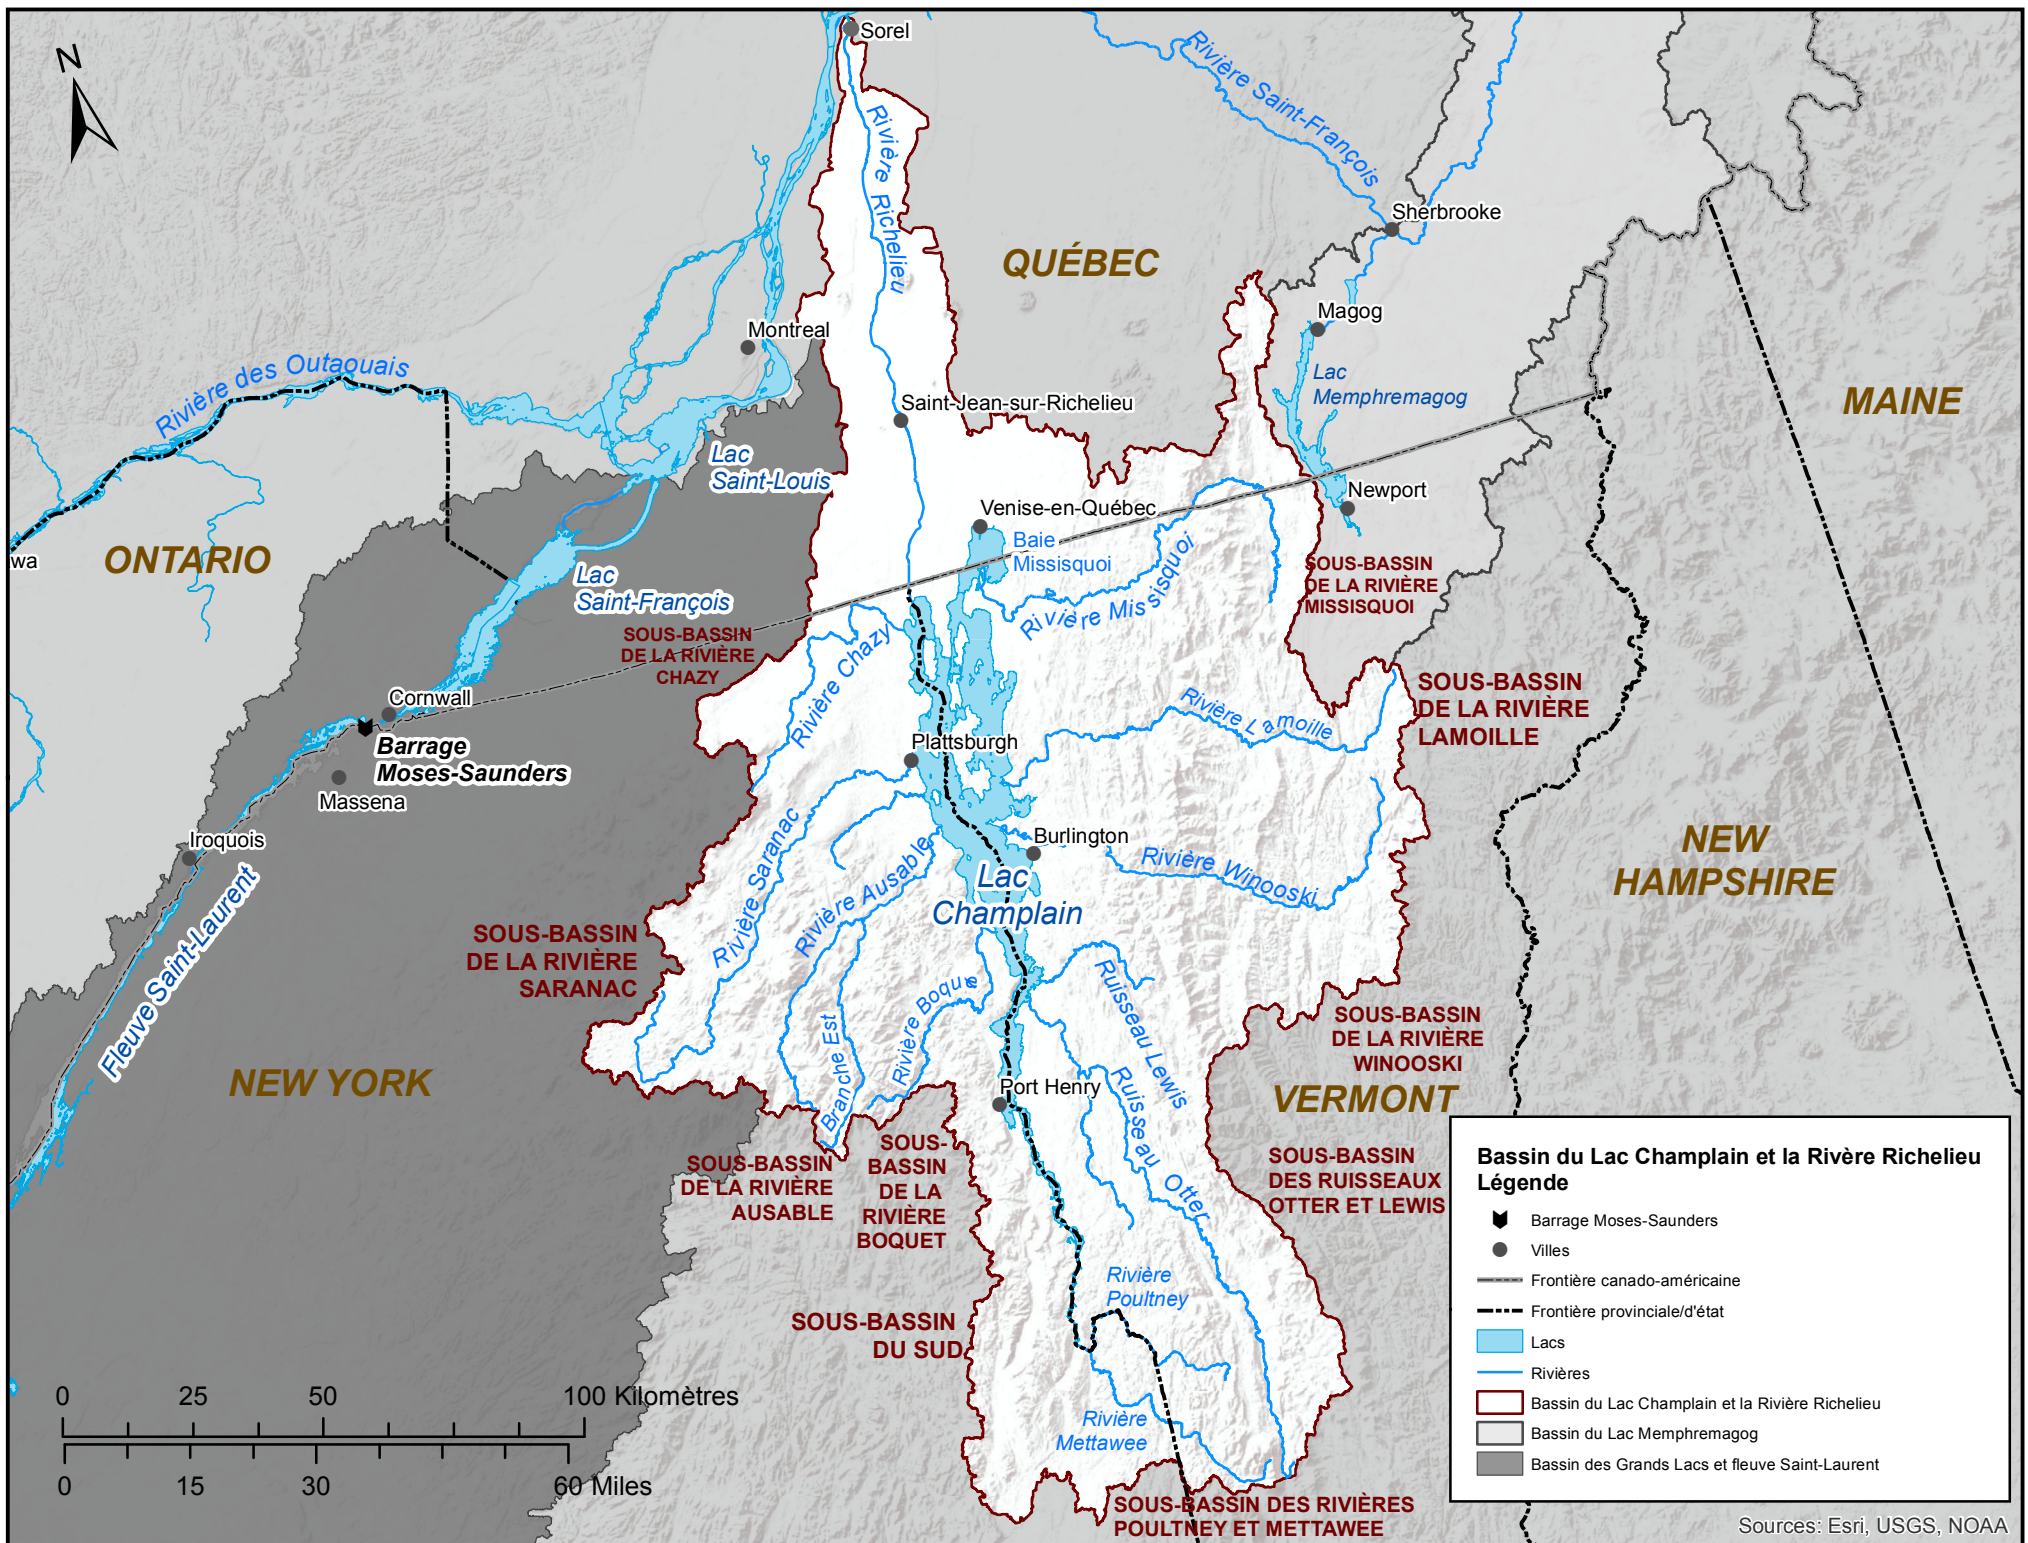 N
Sorel
Rivière Saint-François
Rivière Richelieu
Sherbrooke
QUÉBEC
Magog
Montreal
Lac
Memphremagog
Rivière des Outaouais
MAINE
Saint-Jean-sur-Richelieu
Lac
Saint-Louis
Newport
Venise-en-Québec
Baie
Missisquoi
wa
ONTARIO
Lac
Saint-François
Rivière Missisquoi
SOUS-BASSIN
DE LA RIVIÈRE
MISSISQUOI
SOUS-BASSIN
DE LA RIVIÈRE
CHAZY
Rivière Chazy
Cornwall
SOUS-BASSIN
DE LA RIVIÈRE
LAMOILLE
Rivière Lamoille
Barrage
Moses-Saunders
Plattsburgh
Massena
Iroquois
Burlington
Rivière Saranac
Rivière Ausable
Rivière Winooski
NEW
HAMPSHIRE
Lac
Champlain
Fleuve Saint-Laurent
SOUS-BASSIN
DE LA RIVIÈRE
SARANAC
Rivière Boque
Ruisseau Lewis
Branche Est
SOUS-BASSIN
DE LA RIVIÈRE
WINOOSKI
NEW YORK
Port Henry
VERMONT
Ruisseau Otter
SOUS-BASSIN
DE LA RIVIÈRE
AUSABLE
SOUS-
BASSIN
DE LA
RIVIÈRE
BOQUET
SOUS-BASSIN
DES RUISSEAUX
OTTER ET LEWIS
Rivière
Poultney
SOUS-BASSIN
DU SUD
Rivière
Mettawee
SOUS-BASSIN DES RIVIÈRES
POULTNEY ET METTAWEE
0 25 50 100 Kilomètres
0 15 30 60 Miles
Bassin du Lac Champlain et la Rivère Richelieu
Légende
Barrage Moses-Saunders
Villes
Frontière canado-américaine
Frontière provinciale/d'état
Lacs
Rivières
Bassin du Lac Champlain et la Rivière Richelieu
Bassin du Lac Memphremagog
Bassin des Grands Lacs et fleuve Saint-Laurent
Sources: Esri, USGS, NOAA